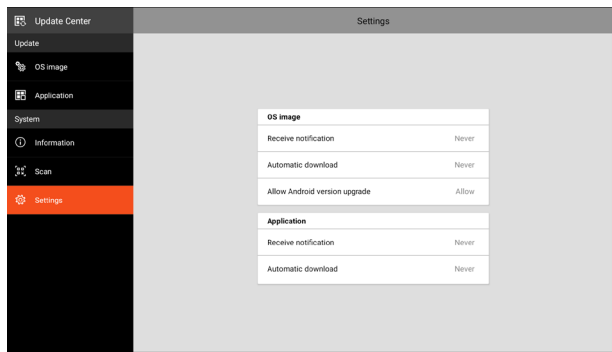 Update Center
Settings
Update
OS image
Application
System
Information
Scan
Settings
OS image
Receive notification Never
Automatic download Never
Allow Android version upgrade Allow
Application
Receive notification Never
Automatic download Never